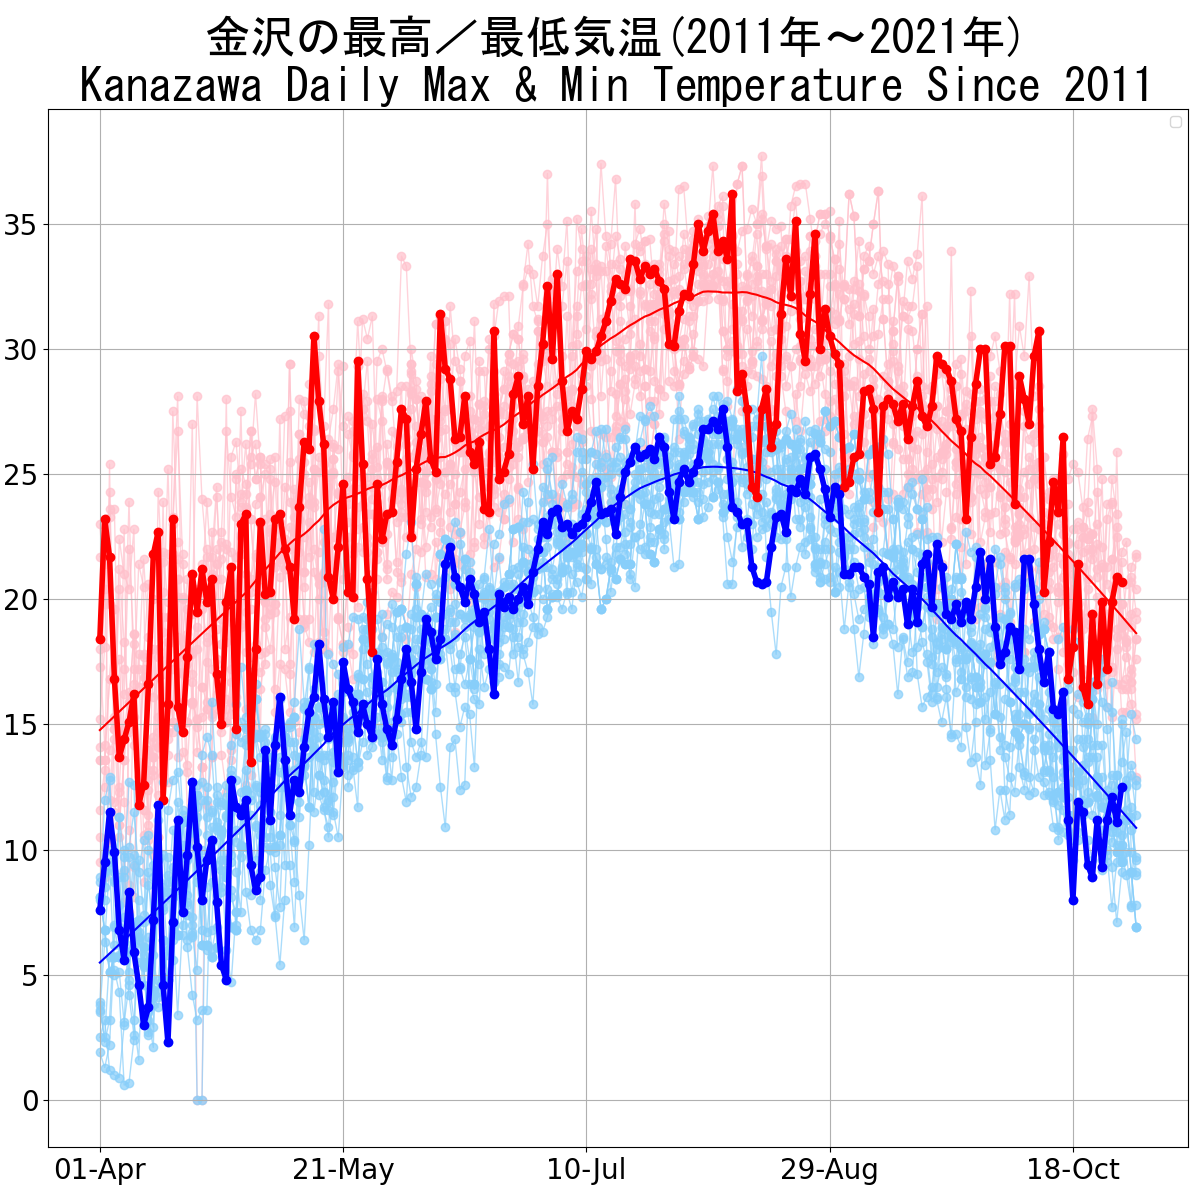 金沢の最高／最低気温(2011年～2021年)
Kanazawa Daily Max & Min Temperature Since 2011
35
30
25
20
15
10
5
0
01-Apr 21-May 10-Jul 29-Aug 18-Oct